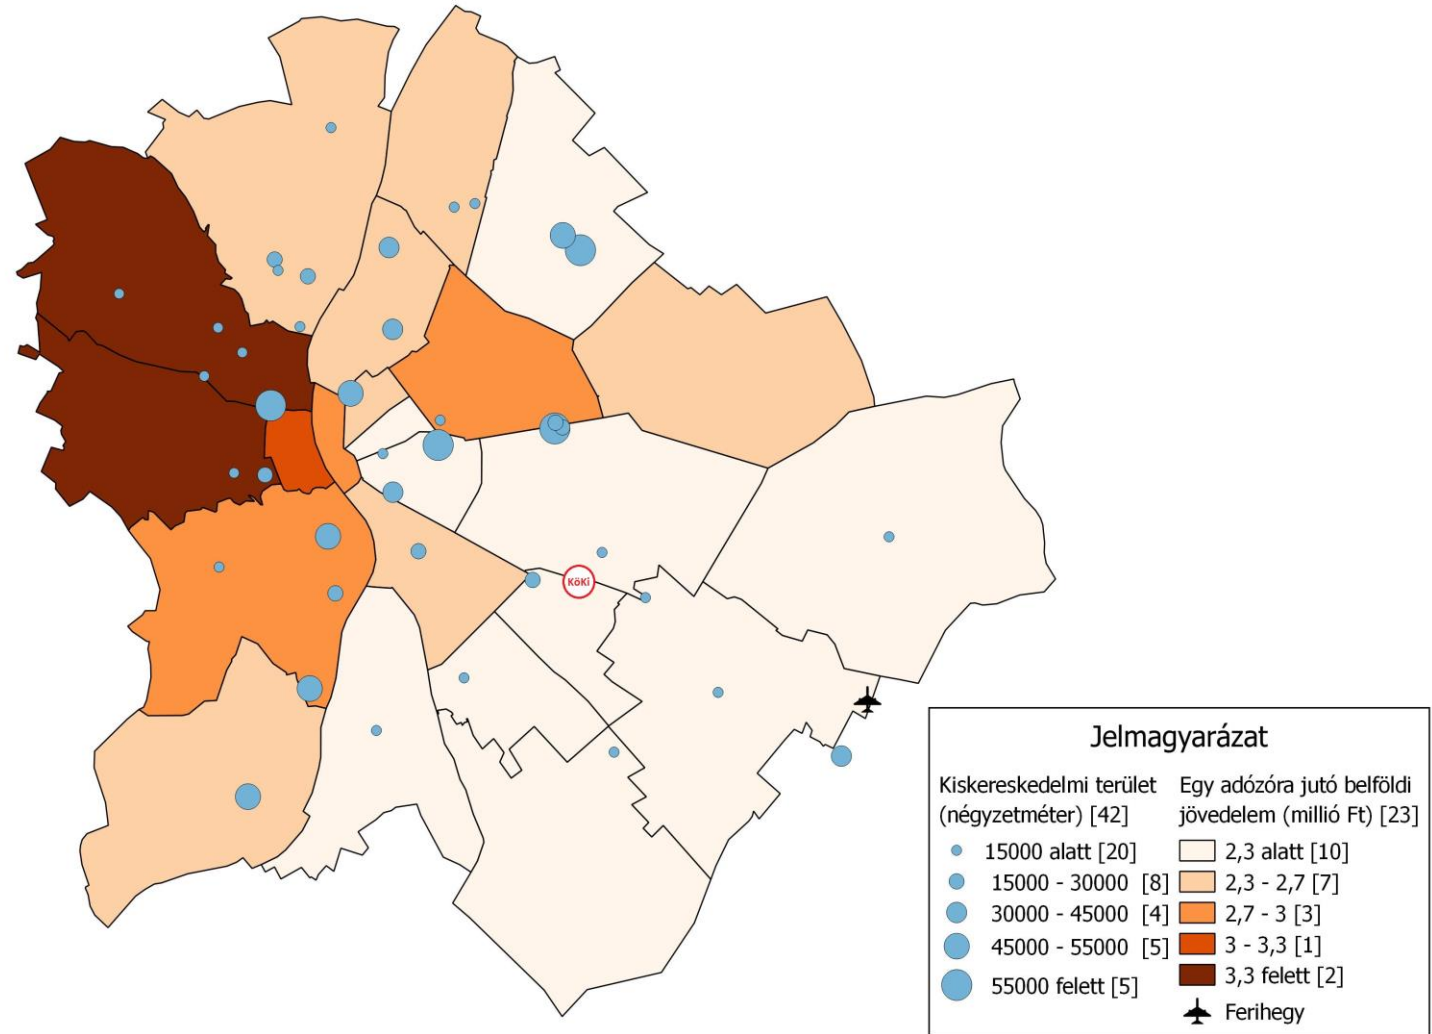 KöKi
Jelmagyarázat
Kiskereskedelmi terület
(négyzetméter) [42]
15000 alatt [20]
15000 - 30000 [8]
30000 - 45000 [4]
45000 - 55000 [5]
55000 felett [5]
Egy adózóra jutó belföldi
jövedelem (millió Ft) [23]
2,3 alatt [10]
2,3 - 2,7 [7]
2,7 - 3 [3]
3 - 3,3 [1]
3,3 felett [2]
Ferihegy